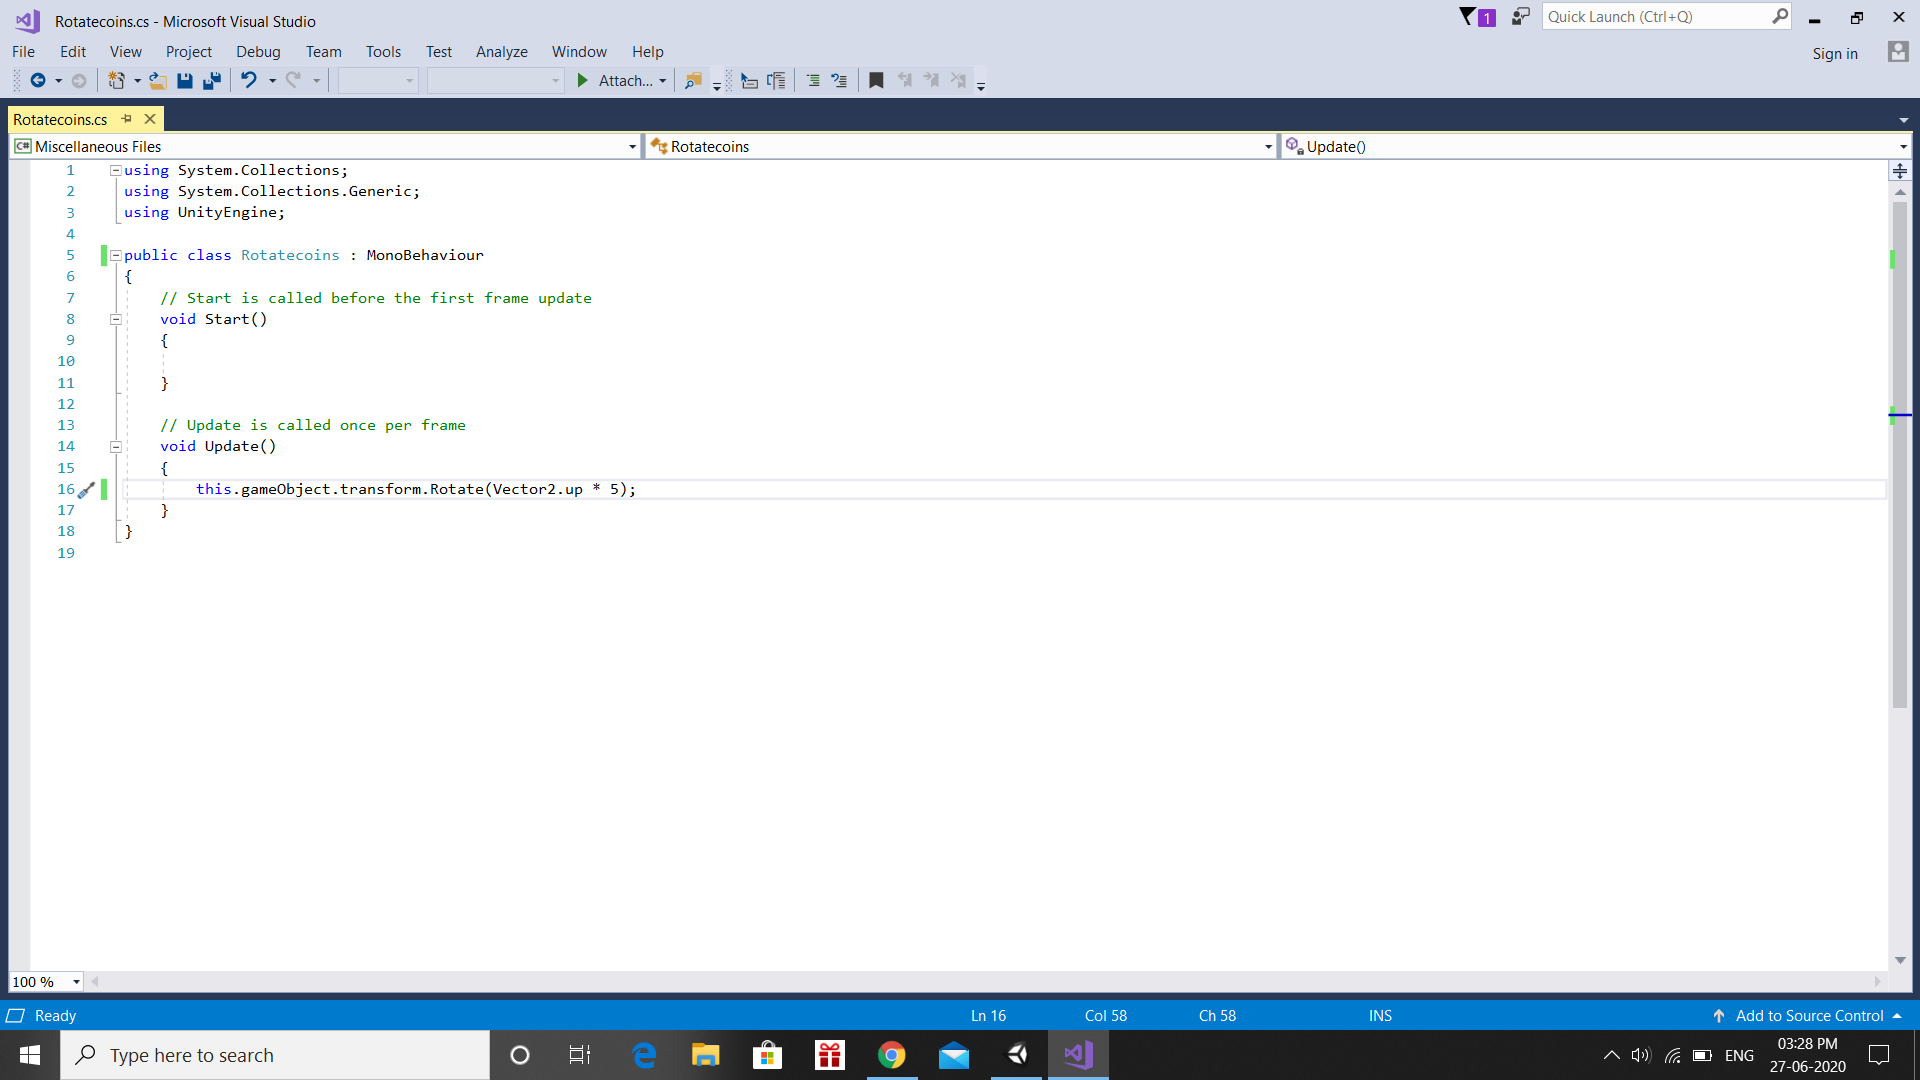 Rotatecoins.cs - Microsoft Visual Studio
1
Quick Launch (Ctrl+Q)
File Edit View Project Debug Team Tools Test Analyze Window Help
Sign in
Attach...
Rotatecoins.cs
C# Miscellaneous Files
Rotatecoins
Update()
1 using System.Collections;
2 using System.Collections.Generic;
3 using UnityEngine;
4
5 public class Rotatecoins : MonoBehaviour
6 {
7 // Start is called before the first frame update
8 void Start()
9 {
10
11 }
12
13 // Update is called once per frame
14 void Update()
15 {
16 this.gameObject.transform.Rotate(Vector2.up * 5);
17 }
18 }
19
100 %
Ready Ln 16 Col 58 Ch 58 INS Add to Source Control
Type here to search
ENG
03:28 PM
27-06-2020